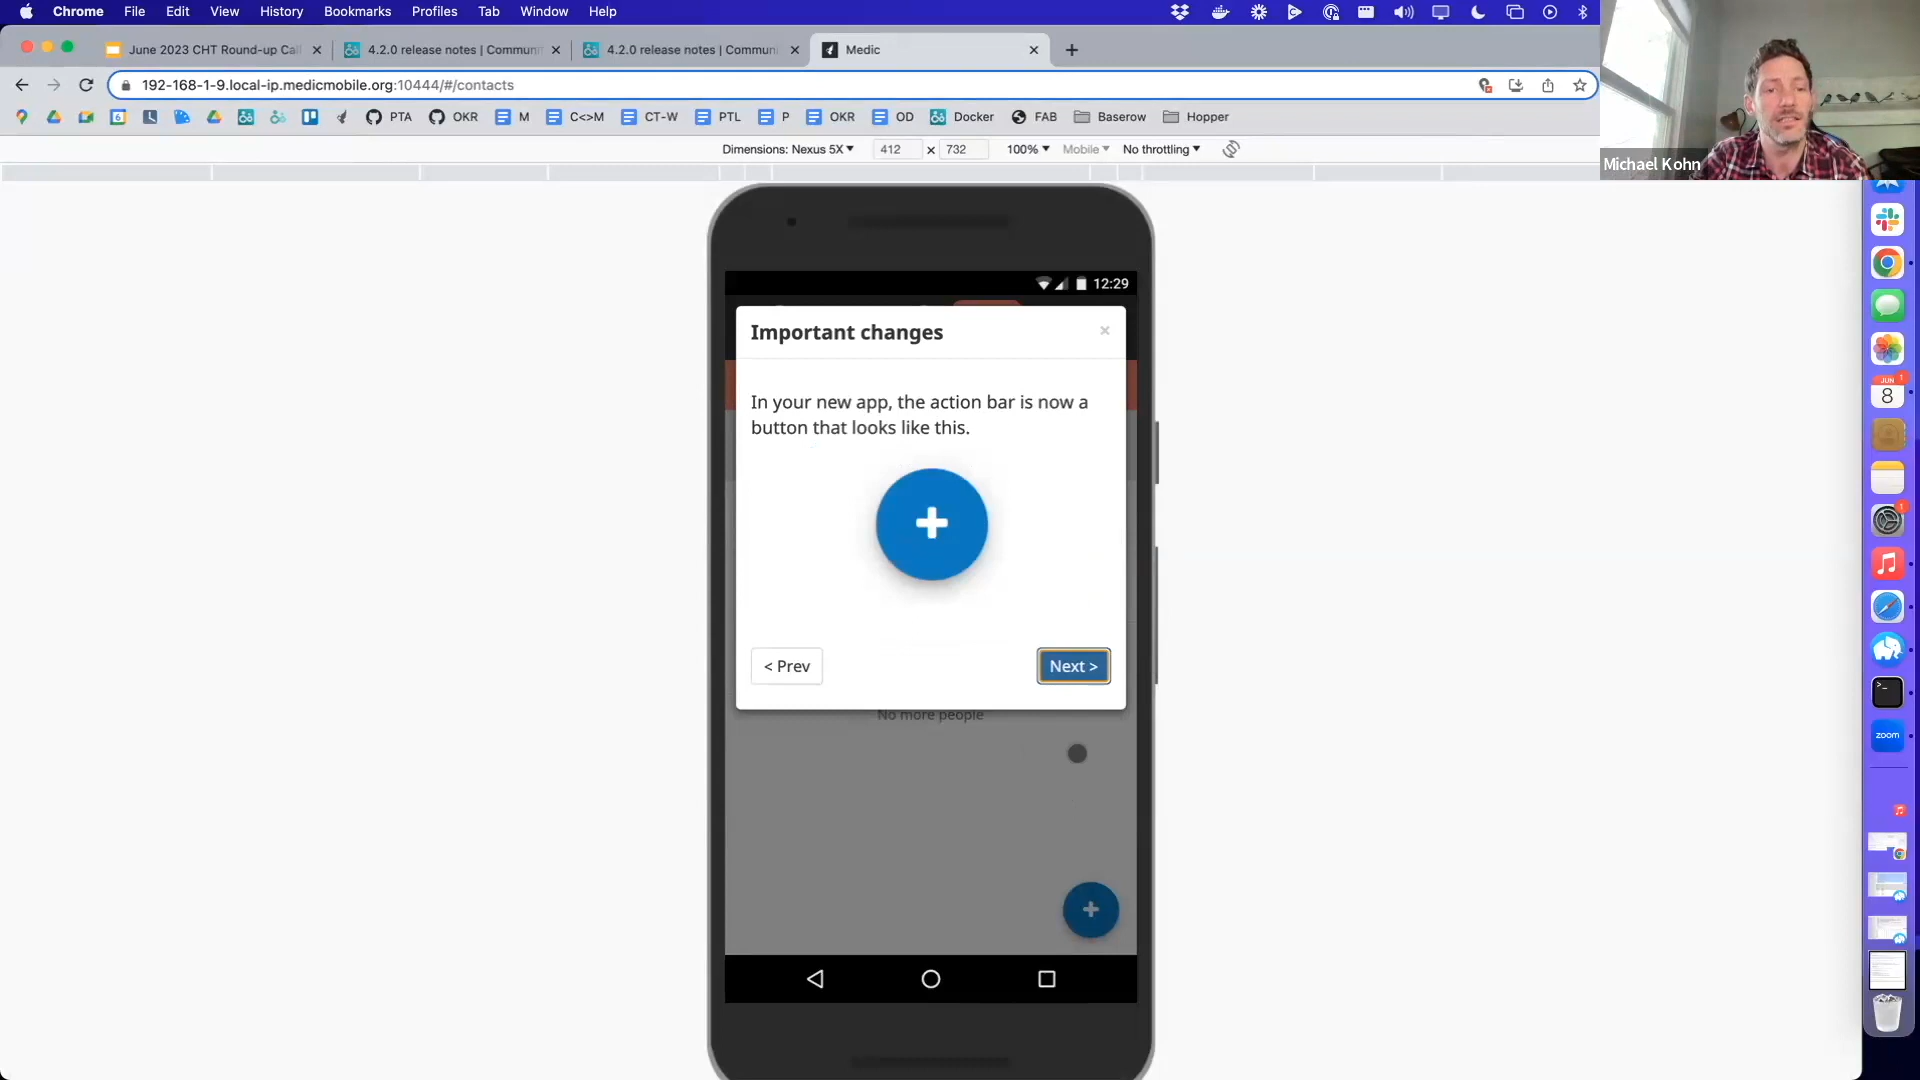 Chrome File Edit View History Bookmarks Profiles Tab Window Help
June 2023 CHT Round-up Call
4.2.0 release notes | Commun
4.2.0 release notes | Communi
Medic
192-168-1-9.local-ip.medicmobile.org:10444/#/contacts
PTA OKR M C<>M CT-W PTL P OKR OD Docker FAB Baserow Hopper
Dimensions: Nexus 5X 412 x 732 100% Mobile No throttling
Michael Kohn
12:29
Important changes
In your new app, the action bar is now a
button that looks like this.
< Prev
Next >
No more people
JUN
8
zoom